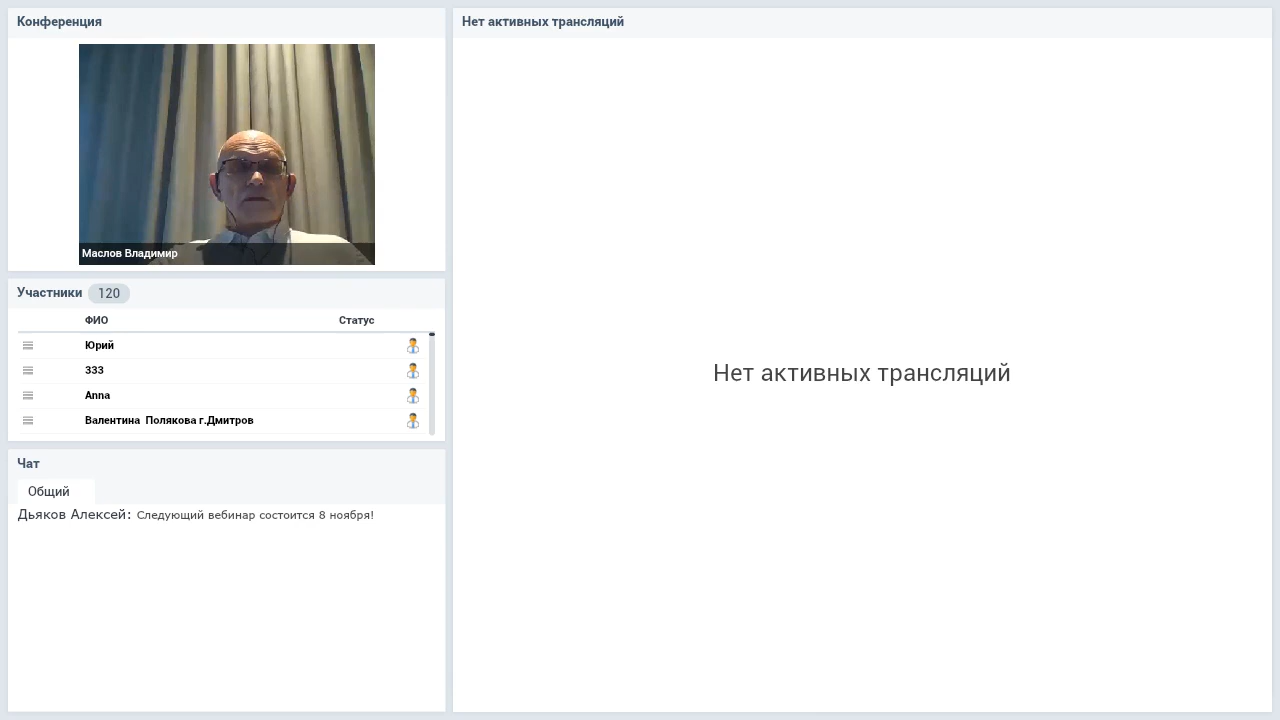 Конференция
Маслов Владимир
Участники 120
ФИО Статус
Юрий
333
Anna
Валентина Полякова г.Дмитров
Чат
Общий
Дьяков Алексей: Следующий вебинар состоится 8 ноября!
Нет активных трансляций
Нет активных трансляций